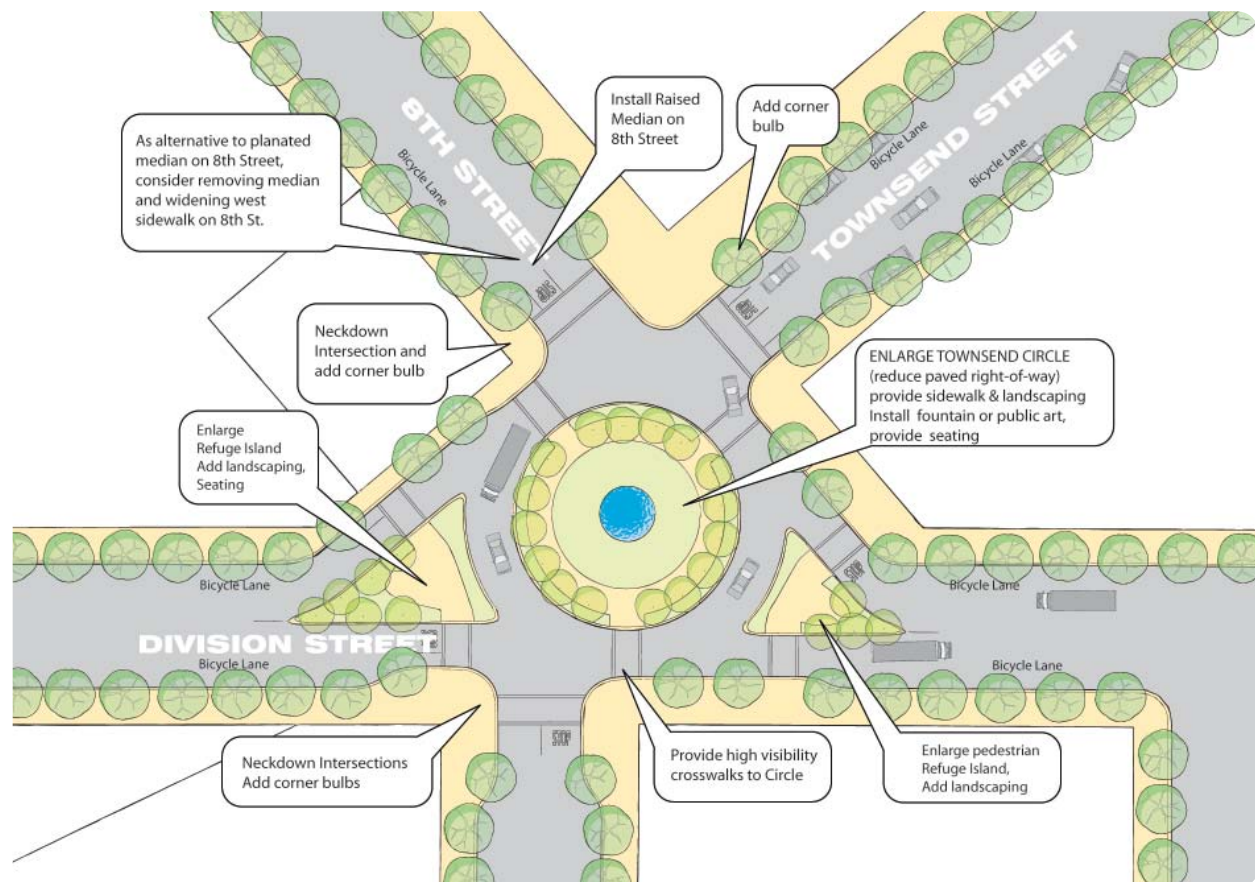 As alternative to planated
median on 8th Street,
consider removing median
and widening west
sidewalk on 8th St.
Install Raised
Median on
8th Street
Add corner
bulb
8TH STREET
Bicycle Lane
TOWNSEND STREET
Bicycle Lane
Bicycle Lane
Neckdown
Intersection and
add corner bulb
ENLARGE TOWNSEND CIRCLE
(reduce paved right-of-way)
provide sidewalk & landscaping
Install fountain or public art,
provide seating
Enlarge
Refuge Island
Add landscaping,
Seating
Bicycle Lane
DIVISION STREET
Bicycle Lane
Bicycle Lane
Bicycle Lane
STOP
Neckdown Intersections
Add corner bulbs
Provide high visibility
crosswalks to Circle
Enlarge pedestrian
Refuge Island,
Add landscaping